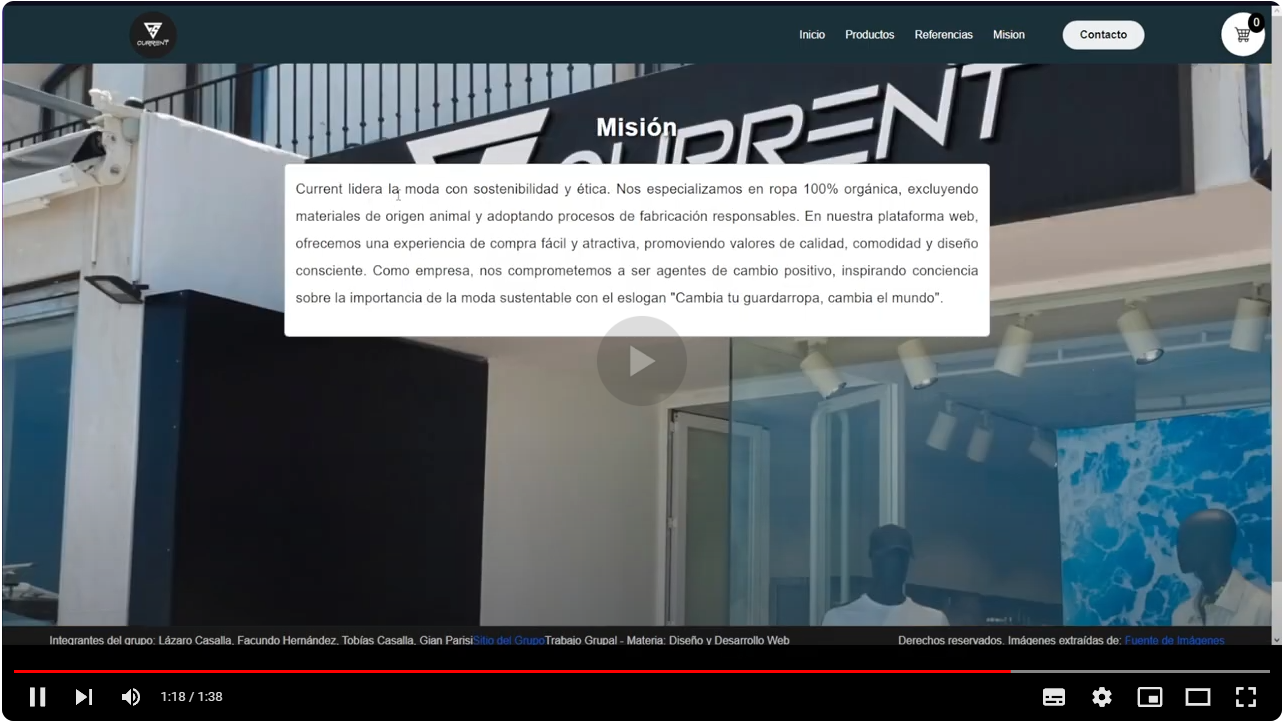 CURRENT
Inicio Productos Referencias Mision Contacto 0
CURRENT
Misión
Current lidera la moda con sostenibilidad y ética. Nos especializamos en ropa 100% orgánica, excluyendo
materiales de origen animal y adoptando procesos de fabricación responsables. En nuestra plataforma web,
ofrecemos una experiencia de compra fácil y atractiva, promoviendo valores de calidad, comodidad y diseño
consciente. Como empresa, nos comprometemos a ser agentes de cambio positivo, inspirando conciencia
sobre la importancia de la moda sustentable con el eslogan "Cambia tu guardarropa, cambia el mundo".
Integrantes del grupo: Lázaro Casalla, Facundo Hernández, Tobías Casalla, Gian ParisiSitio del GrupoTrabajo Grupal - Materia: Diseño y Desarrollo Web Derechos reservados. Imágenes extraídas de: Fuente de Imágenes.
1:18 / 1:38